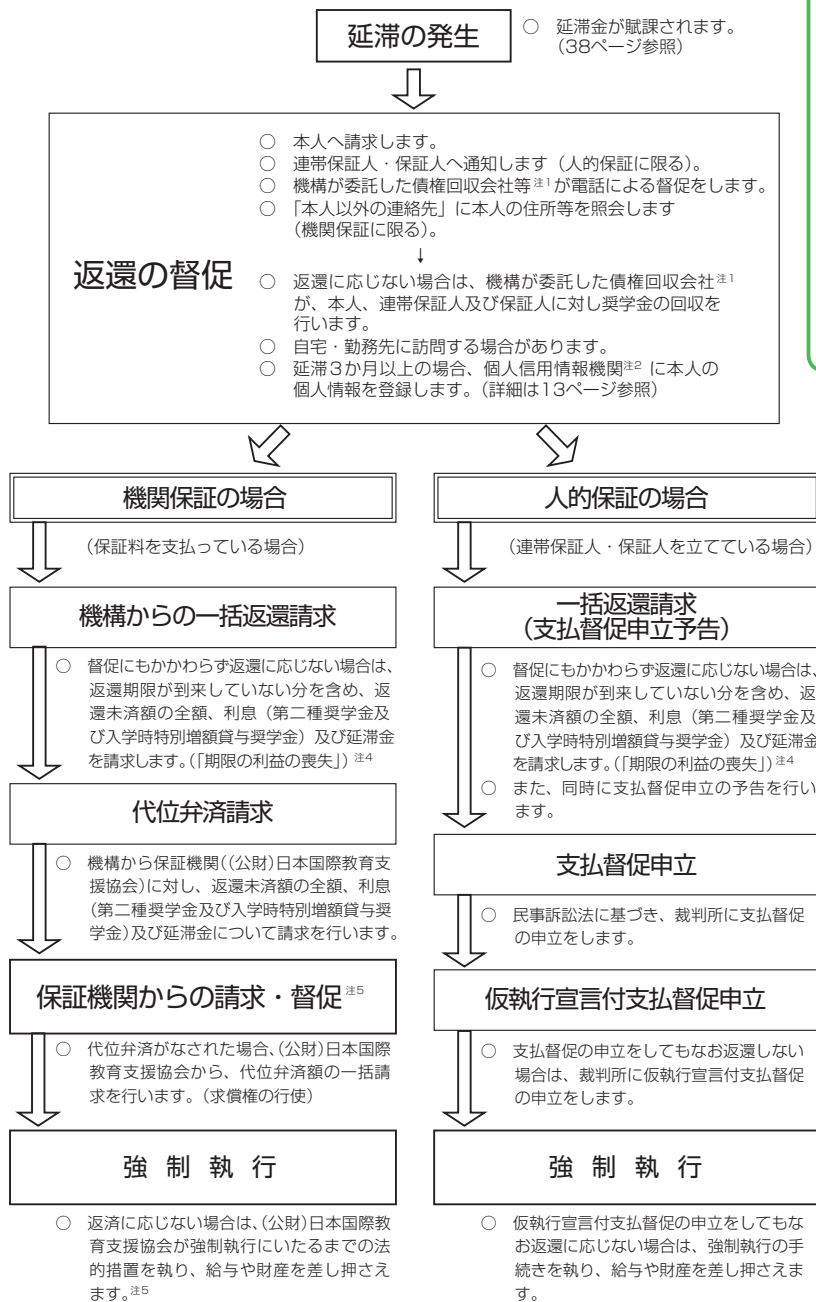 延滞の発生
○ 延滞金が賦課されます。
(38ページ参照)
返還の督促
○ 本人へ請求します。
○ 連帯保証人・保証人へ通知します(人的保証に限る)。
○ 機構が委託した債権回収会社等注1が電話による督促をします。
○ 「本人以外の連絡先」に本人の住所等を照会します
(機関保証に限る)。
↓
○ 返還に応じない場合は、機構が委託した債権回収会社注1
が、本人、連帯保証人及び保証人に対し奨学金の回収を
行います。
○ 自宅・勤務先に訪問する場合があります。
○ 延滞3か月以上の場合、個人信用情報機関注2に本人の
個人情報を登録します。(詳細は13ページ参照)
機関保証の場合
(保証料を支払っている場合)
機構からの一括返還請求
○ 督促にもかかわらず返還に応じない場合は、
返還期限が到来していない分を含め、返
還未済額の全額、利息(第二種奨学金及
び入学時特別増額貸与奨学金)及び延滞金
を請求します。(「期限の利益の喪失」)注4
代位弁済請求
○ 機構から保証機関((公財)日本国際教育支
援協会)に対し、返還未済額の全額、利息
(第二種奨学金及び入学時特別増額貸与奨
学金)及び延滞金について請求を行います。
保証機関からの請求・督促注5
○ 代位弁済がなされた場合、(公財)日本国際
教育支援協会から、代位弁済額の一括請
求を行います。(求償権の行使)
強制執行
○ 返済に応じない場合は、(公財)日本国際教
育支援協会が強制執行にいたるまでの法
的措置を執り、給与や財産を差し押さえ
ます。注5
人的保証の場合
(連帯保証人・保証人を立てている場合)
一括返還請求
(支払督促申立予告)
○ 督促にもかかわらず返還に応じない場合は、
返還期限が到来していない分を含め、返
還未済額の全額、利息(第二種奨学金及
び入学時特別増額貸与奨学金)及び延滞金
を請求します。(「期限の利益の喪失」)注4
○ また、同時に支払督促申立の予告を行い
ます。
支払督促申立
○ 民事訴訟法に基づき、裁判所に支払督促
の申立をします。
仮執行宣言付支払督促申立
○ 支払督促の申立をしてもなお返還しない
場合は、裁判所に仮執行宣言付支払督促
の申立をします。
強制執行
○ 仮執行宣言付支払督促の申立をしてもな
お返還に応じない場合は、強制執行の手
続きを執り、給与や財産を差し押さえま
す。